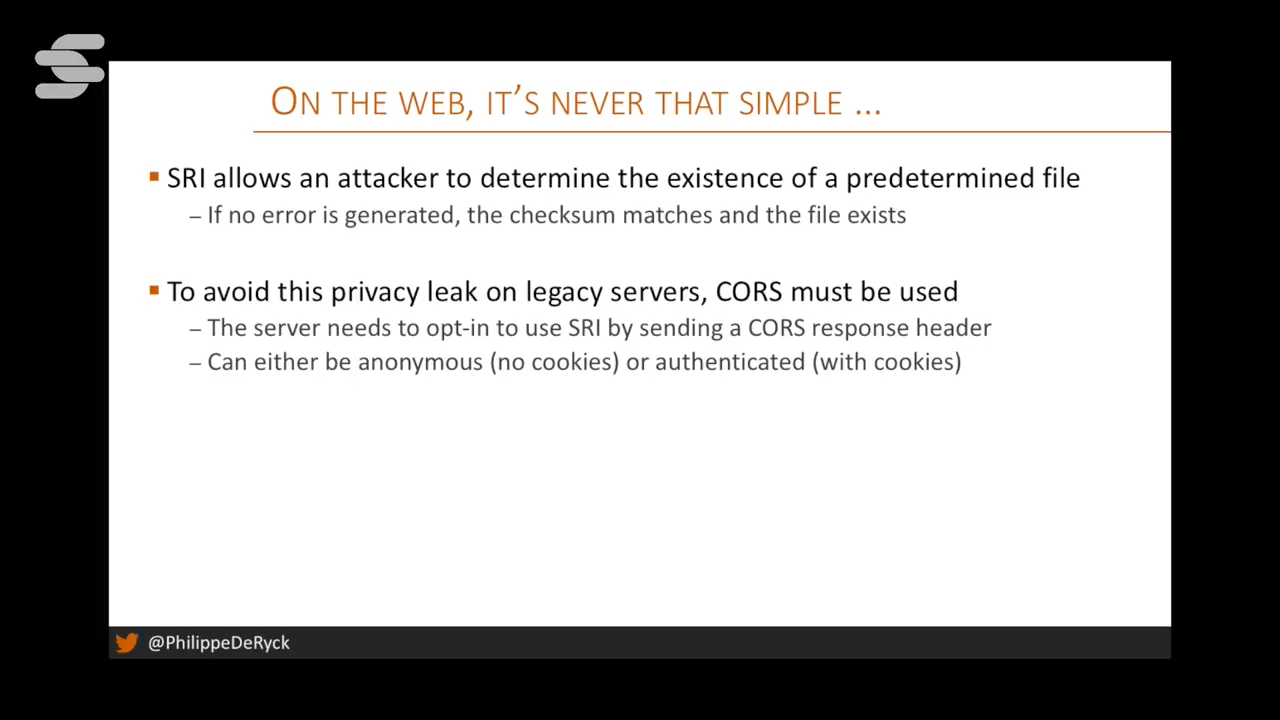 ON THE WEB, IT'S NEVER THAT SIMPLE ...
▪ SRI allows an attacker to determine the existence of a predetermined file
– If no error is generated, the checksum matches and the file exists
▪ To avoid this privacy leak on legacy servers, CORS must be used
– The server needs to opt-in to use SRI by sending a CORS response header
– Can either be anonymous (no cookies) or authenticated (with cookies)
@PhilippeDeRyck